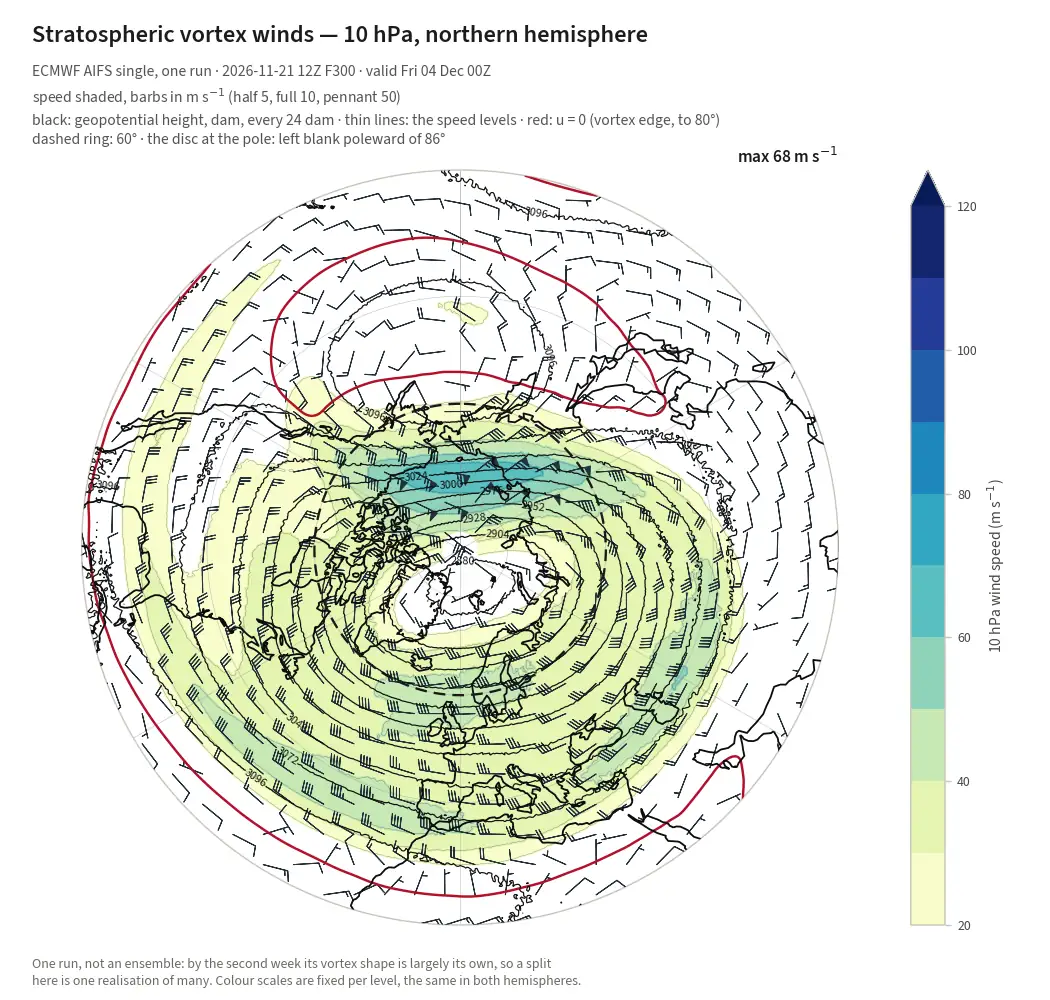 Stratospheric vortex winds — 10 hPa, northern hemisphere
ECMWF AIFS single, one run · 2026-11-21 12Z F300 · valid Fri 04 Dec 00Z
speed shaded, barbs in m s⁻¹ (half 5, full 10, pennant 50)
black: geopotential height, dam, every 24 dam · thin lines: the speed levels · red: u = 0 (vortex edge, to 80°)
dashed ring: 60° · the disc at the pole: left blank poleward of 86°
max 68 m s⁻¹
120
100
80
60
40
20
10 hPa wind speed (m s⁻¹)
3096
3096
3096
3024
3000
2952
3096
2928
2904
3072
3096
One run, not an ensemble: by the second week its vortex shape is largely its own, so a split
here is one realisation of many. Colour scales are fixed per level, the same in both hemispheres.